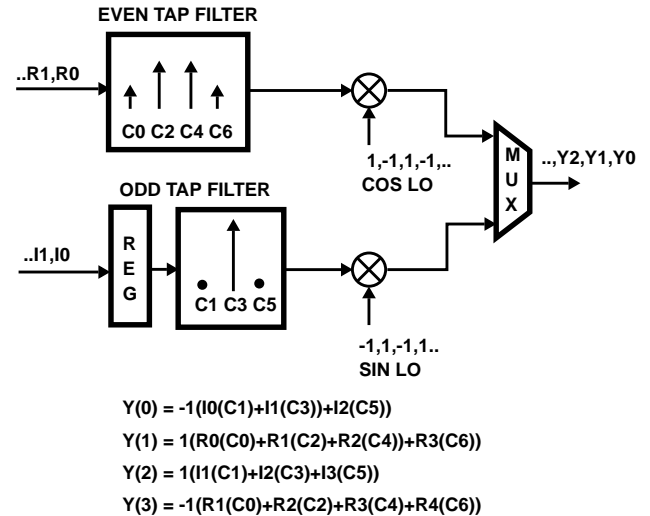 EVEN TAP FILTER
..R1,R0
C0 C2 C4 C6
1,-1,1,-1,..
COS LO
MUX
..,Y2,Y1,Y0
ODD TAP FILTER
..I1,I0
REG
C1 C3 C5
-1,1,-1,1..
SIN LO
Y(0) = -1(I0(C1)+I1(C3))+I2(C5))
Y(1) = 1(R0(C0)+R1(C2)+R2(C4))+R3(C6))
Y(2) = 1(I1(C1)+I2(C3)+I3(C5))
Y(3) = -1(R1(C0)+R2(C2)+R3(C4)+R4(C6))